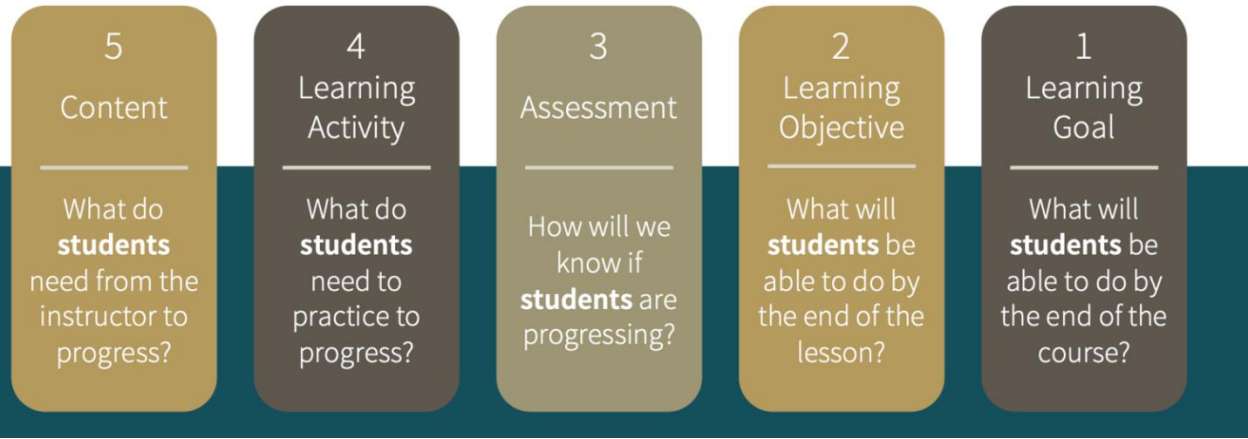 5
Content
What do
students
need from the
instructor to
progress?
4
Learning
Activity
What do
students
need to
practice to
progress?
3
Assessment
How will we
know if
students are
progressing?
2
Learning
Objective
What will
students be
able to do by
the end of the
lesson?
1
Learning
Goal
What will
students be
able to do by
the end of the
course?